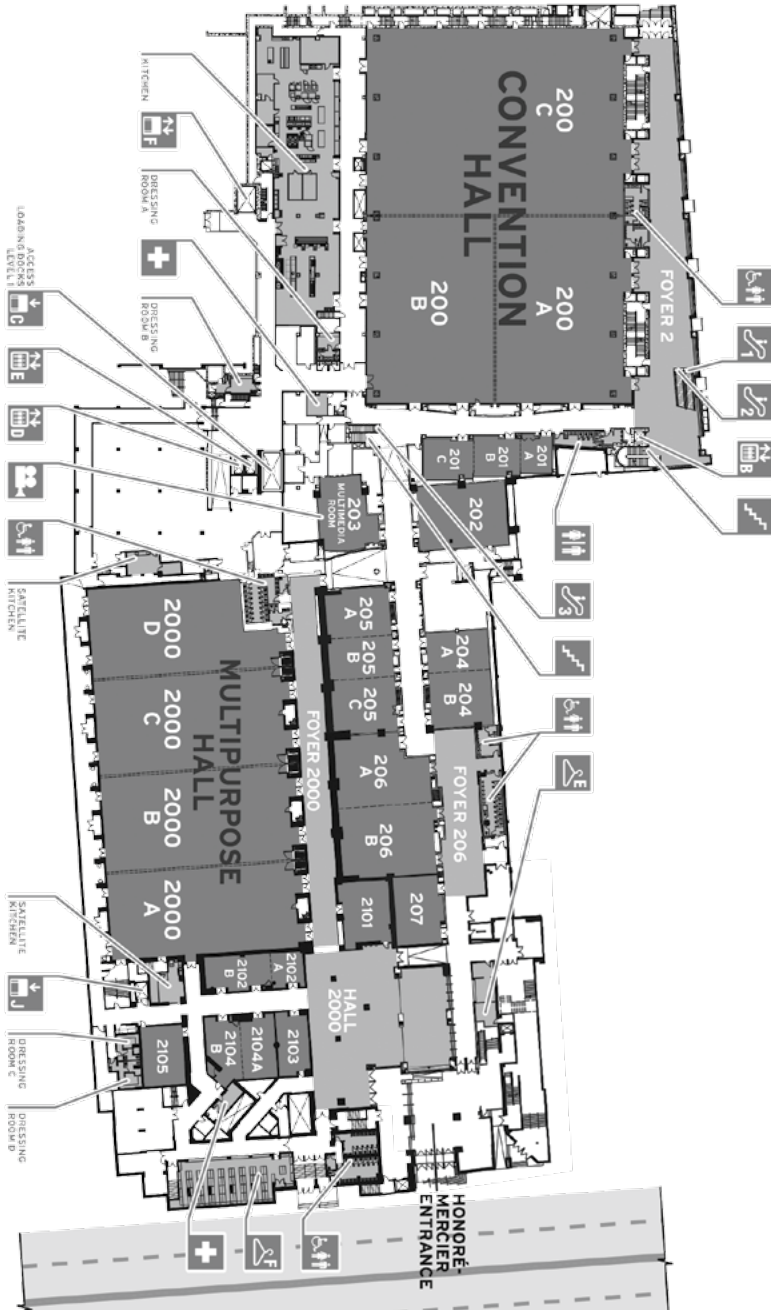 1
2
B
3
E
FOYER 2
200
C
200
A
CONVENTION
HALL
200
B
201
A
201
B
201
C
202
204
A
204
B
FOYER 206
HONORÉ-
MERCIER
ENTRANCE
203
MULTIMEDIA
ROOM
205
A
205
B
205
C
206
A
206
B
207
2101
HALL
2000
FOYER 2000
MULTIPURPOSE
HALL
2000
D
2000
C
2000
B
2000
A
2102
A
2102
B
2103
2104A
2104
B
2105
KITCHEN
F
DRESSING
ROOM A
DRESSING
ROOM B
ACCESS
LOADING DOCKS
LEVEL 1
C
E
D
SATELLITE
KITCHEN
SATELLITE
KITCHEN
J
DRESSING
ROOM C
DRESSING
ROOM D
F